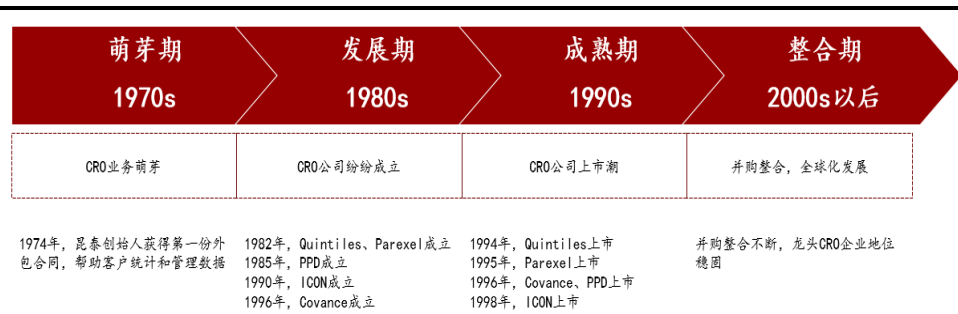 萌芽期
1970s
发展期
1980s
成熟期
1990s
整合期
2000s以后
CRO业务萌芽
CRO公司纷纷成立
CRO公司上市潮
并购整合，全球化发展
1974年，昆泰创始人获得第一份外
包合同，帮助客户统计和管理数据
1982年，Quintiles、Parexel成立
1985年，PPD成立
1990年，ICON成立
1996年，Covance成立
1994年，Quintiles上市
1995年，Parexel上市
1996年，Covance、PPD上市
1998年，ICON上市
并购整合不断，龙头CRO企业地位
稳固